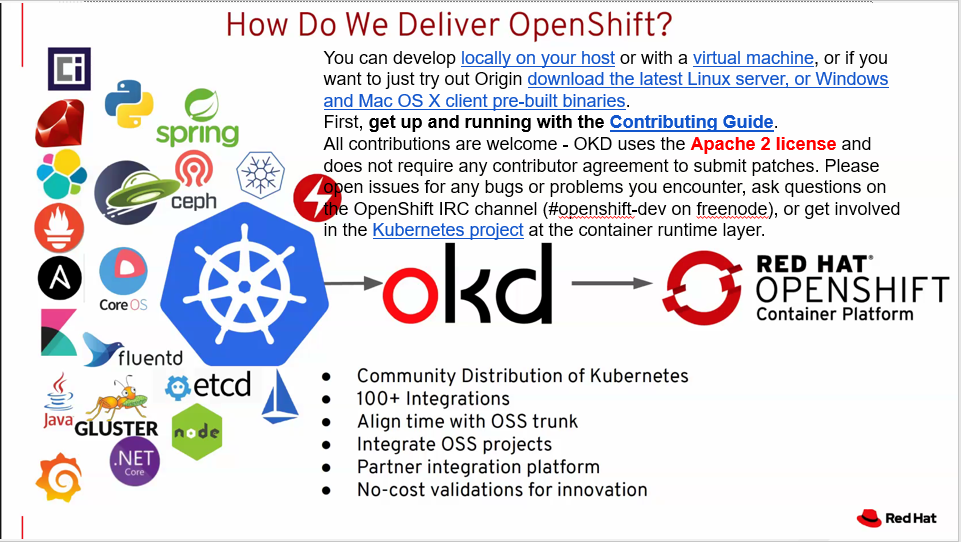 How Do We Deliver OpenShift?
You can develop locally on your host or with a virtual machine, or if you
want to just try out Origin download the latest Linux server, or Windows
and Mac OS X client pre-built binaries.
First, get up and running with the Contributing Guide.
All contributions are welcome - OKD uses the Apache 2 license and
does not require any contributor agreement to submit patches. Please
open issues for any bugs or problems you encounter, ask questions on
the OpenShift IRC channel (#openshift-dev on freenode), or get involved
in the Kubernetes project at the container runtime layer.
Ci
spring
ceph
A
Core OS
fluentd
Java
GLUSTER
etcd
node
.NET
Core
okd
RED HAT®
OPENSHIFT
Container Platform
● Community Distribution of Kubernetes
● 100+ Integrations
● Align time with OSS trunk
● Integrate OSS projects
● Partner integration platform
● No-cost validations for innovation
Red Hat